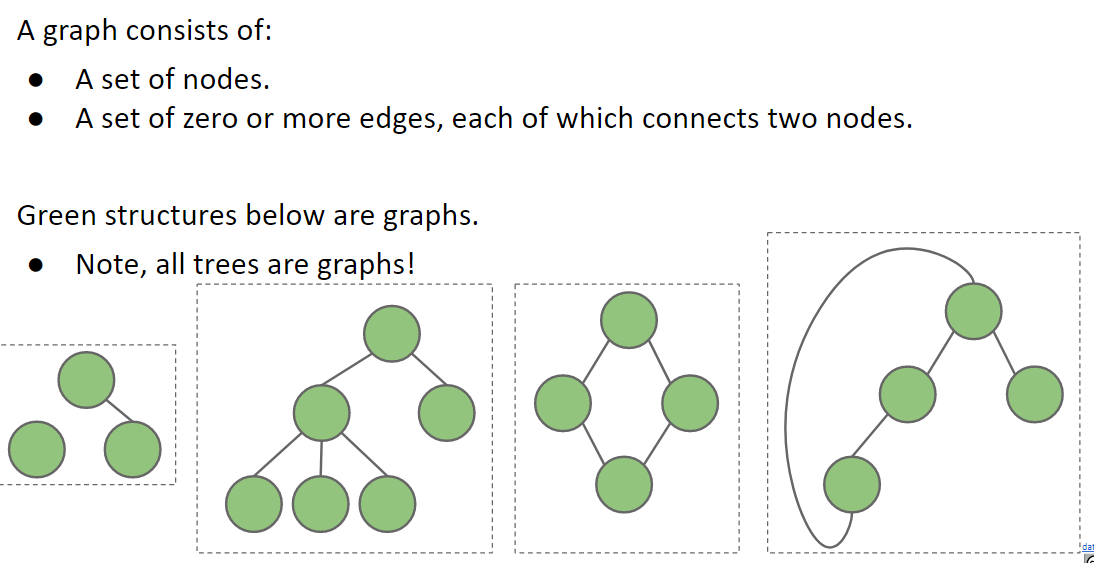 A graph consists of:
● A set of nodes.
● A set of zero or more edges, each of which connects two nodes.
Green structures below are graphs.
● Note, all trees are graphs!